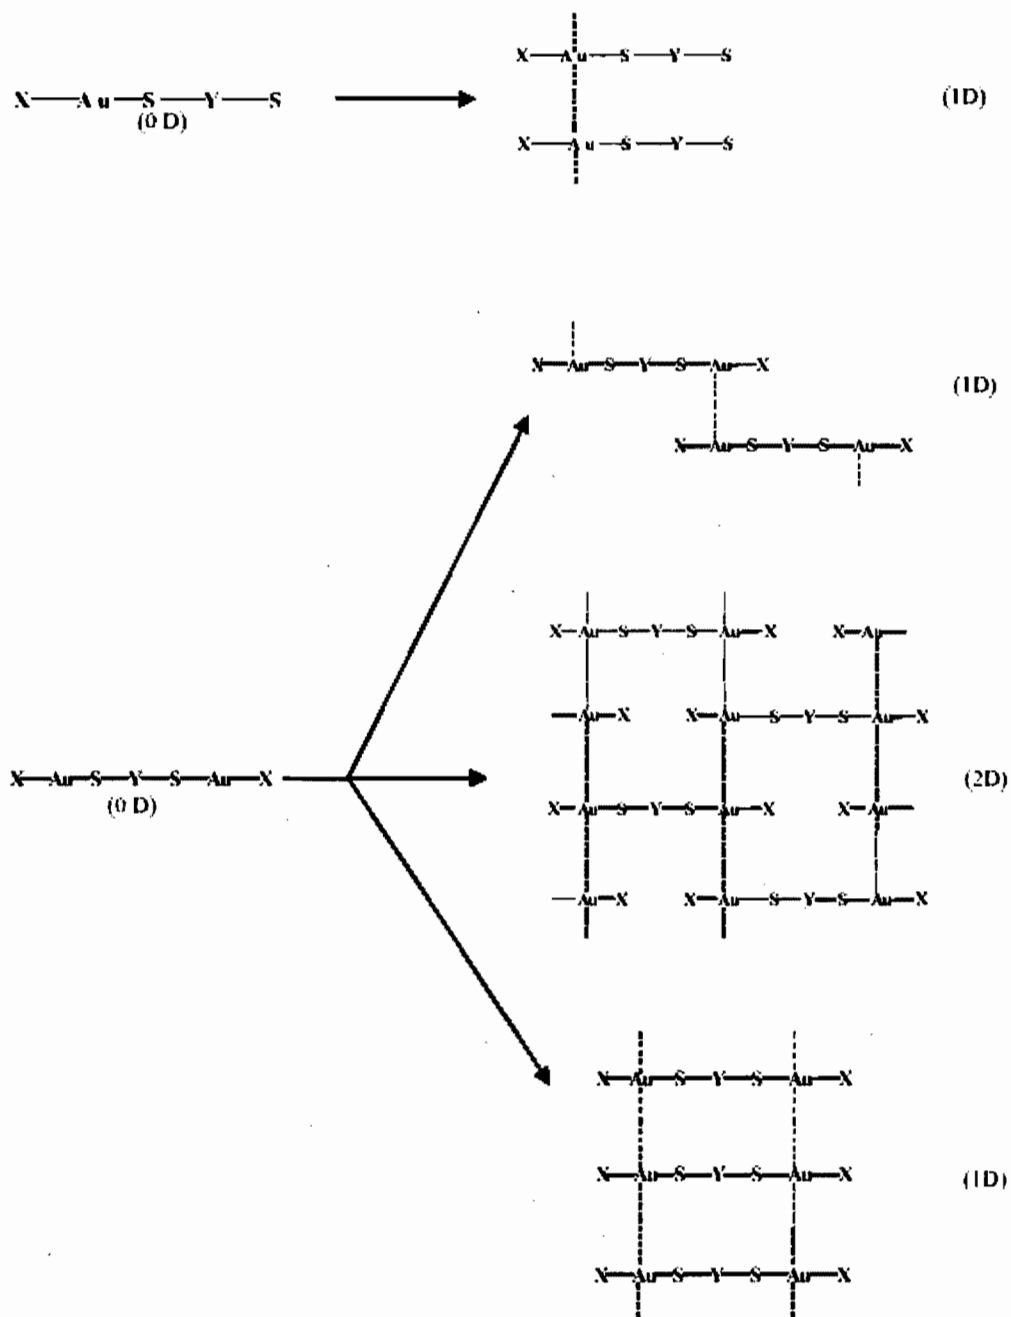 X—Au—S—Y—S (1D)
X—Au—S—Y—S
(0 D)
X—Au—S—Y—S
X—Au—S—Y—S—Au—X (1D)
X—Au—S—Y—S—Au—X
X—Au—S—Y—S—Au—X X—Au—
—Au—X X—Au—S—Y—S—Au—X
X—Au—S—Y—S—Au—X
(0 D)
(2D)
X—Au—S—Y—S—Au—X X—Au—
—Au—X X—Au—S—Y—S—Au—X
X—Au—S—Y—S—Au—X
X—Au—S—Y—S—Au—X (1D)
X—Au—S—Y—S—Au—X